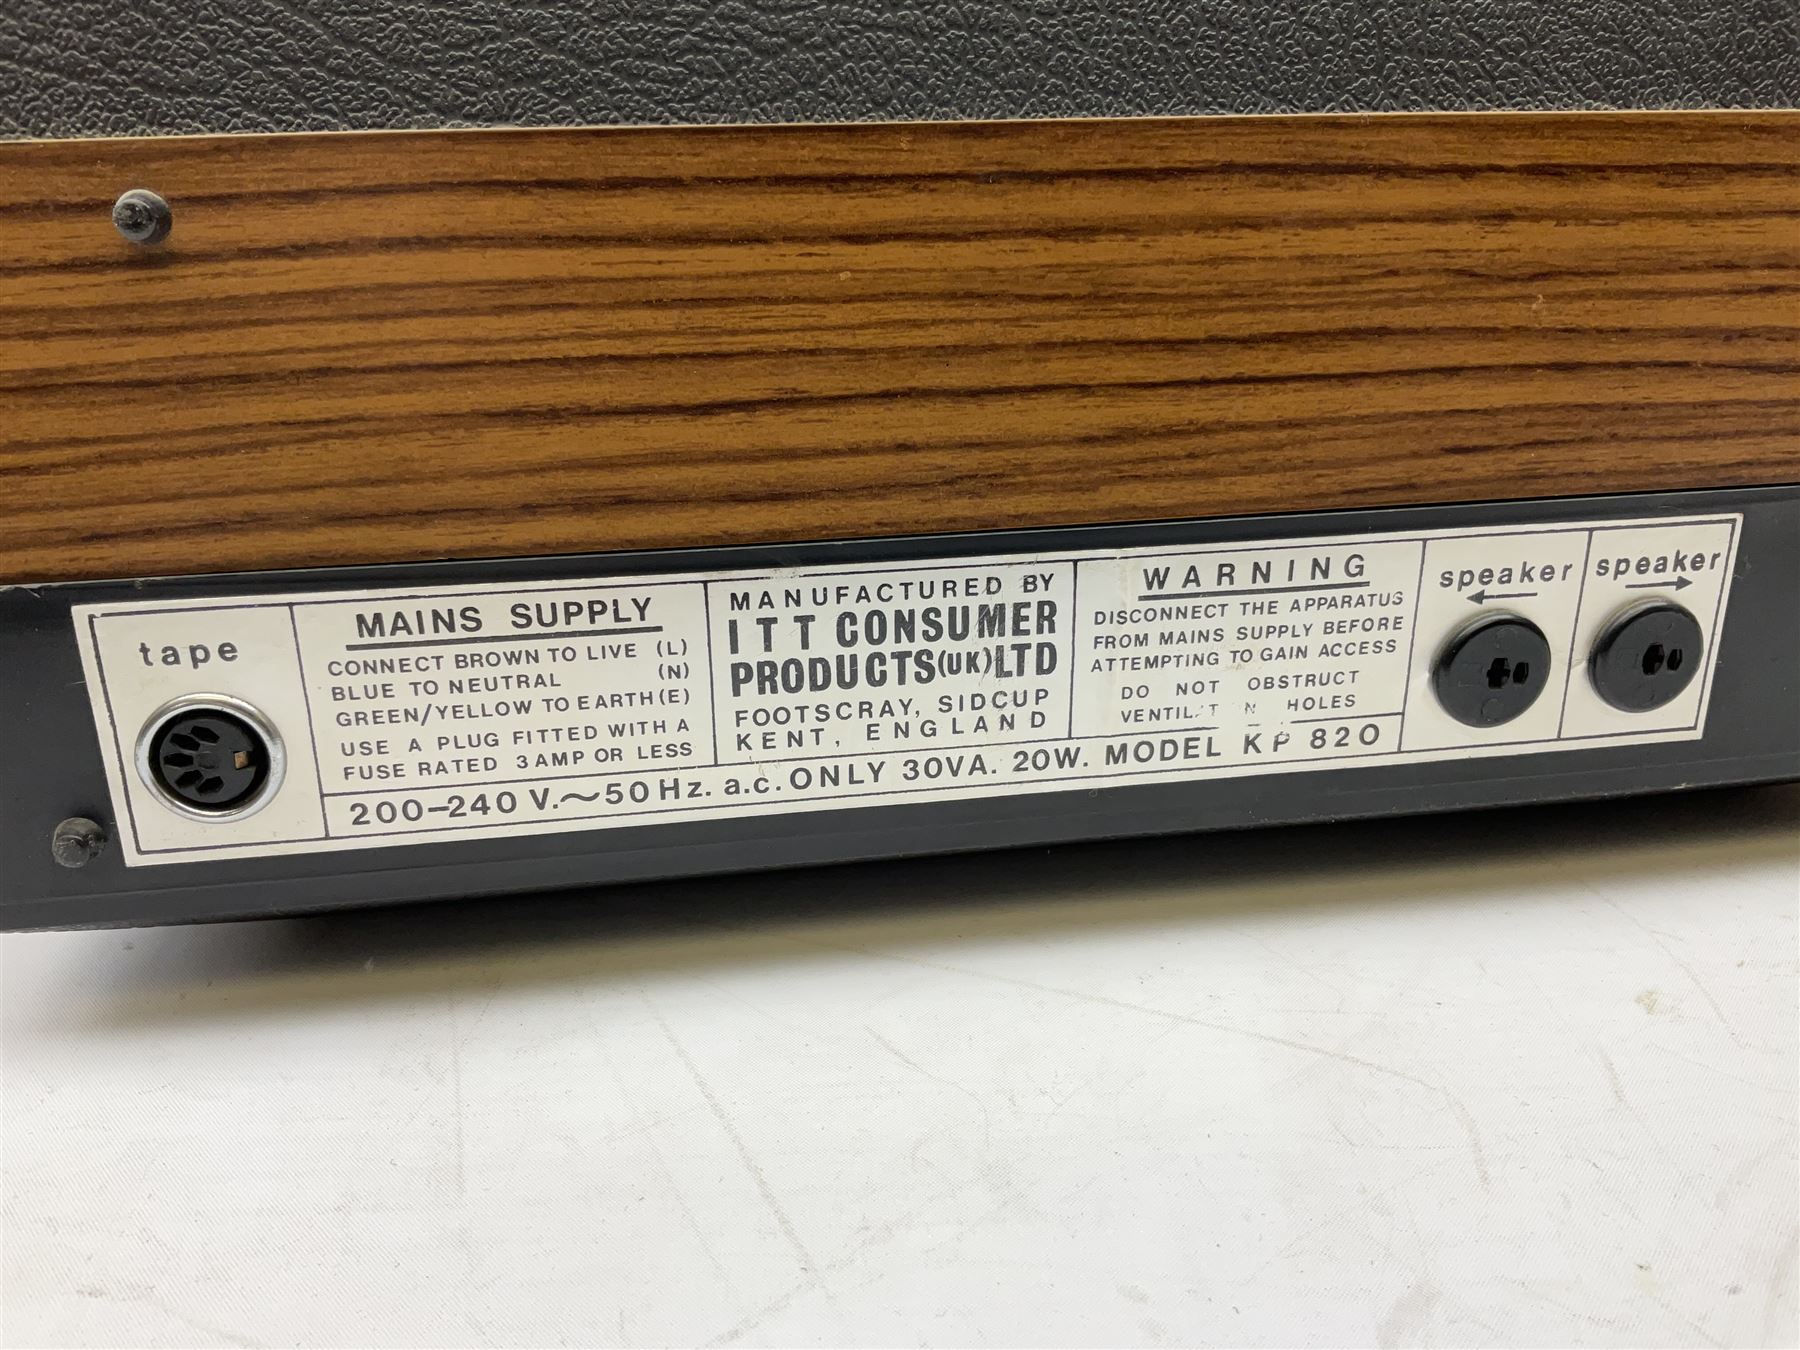 tape
MAINS SUPPLY
CONNECT BROWN TO LIVE (L)
BLUE TO NEUTRAL (N)
GREEN/YELLOW TO EARTH (E)
USE A PLUG FITTED WITH A
FUSE RATED 3 AMP OR LESS
MANUFACTURED BY
ITT CONSUMER
PRODUCTS (UK) LTD
FOOTSCRAY, SIDCUP
KENT, ENGLAND
WARNING
DISCONNECT THE APPARATUS
FROM MAINS SUPPLY BEFORE
ATTEMPTING TO GAIN ACCESS
DO NOT OBSTRUCT
HOLES
200-240 V.~50 Hz. a.c. ONLY 30VA. 20W. MODEL KP 820
speaker
speaker